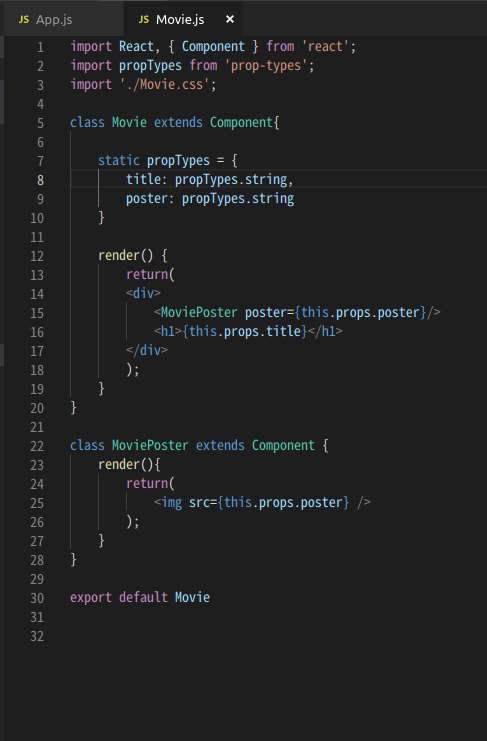 JS App.js JS Movie.js ×
1 import React, { Component } from 'react';
2 import propTypes from 'prop-types';
3 import './Movie.css';
4
5 class Movie extends Component{
6
7 static propTypes = {
8 title: propTypes.string,
9 poster: propTypes.string
10 }
11
12 render() {
13 return(
14 <div>
15 <MoviePoster poster={this.props.poster}/>
16 <h1>{this.props.title}</h1>
17 </div>
18 );
19 }
20 }
21
22 class MoviePoster extends Component {
23 render(){
24 return(
25 <img src={this.props.poster} />
26 );
27 }
28 }
29
30 export default Movie
31
32